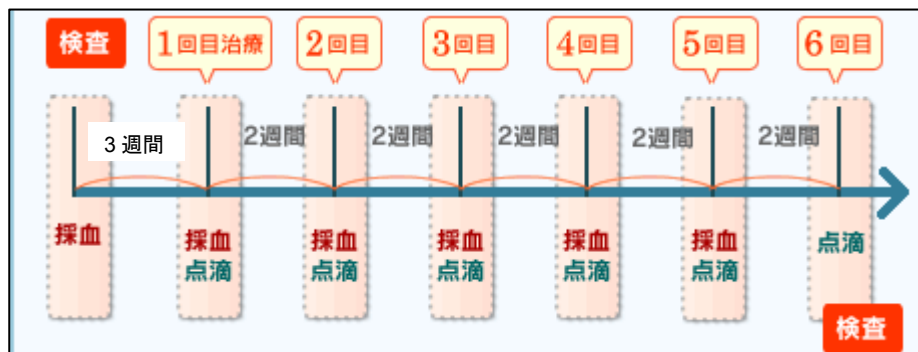 検査
1回目治療
2回目
3回目
4回目
5回目
6回目
3週間
2週間
2週間
2週間
2週間
2週間
採血
採血
点滴
採血
点滴
採血
点滴
採血
点滴
採血
点滴
点滴
検査